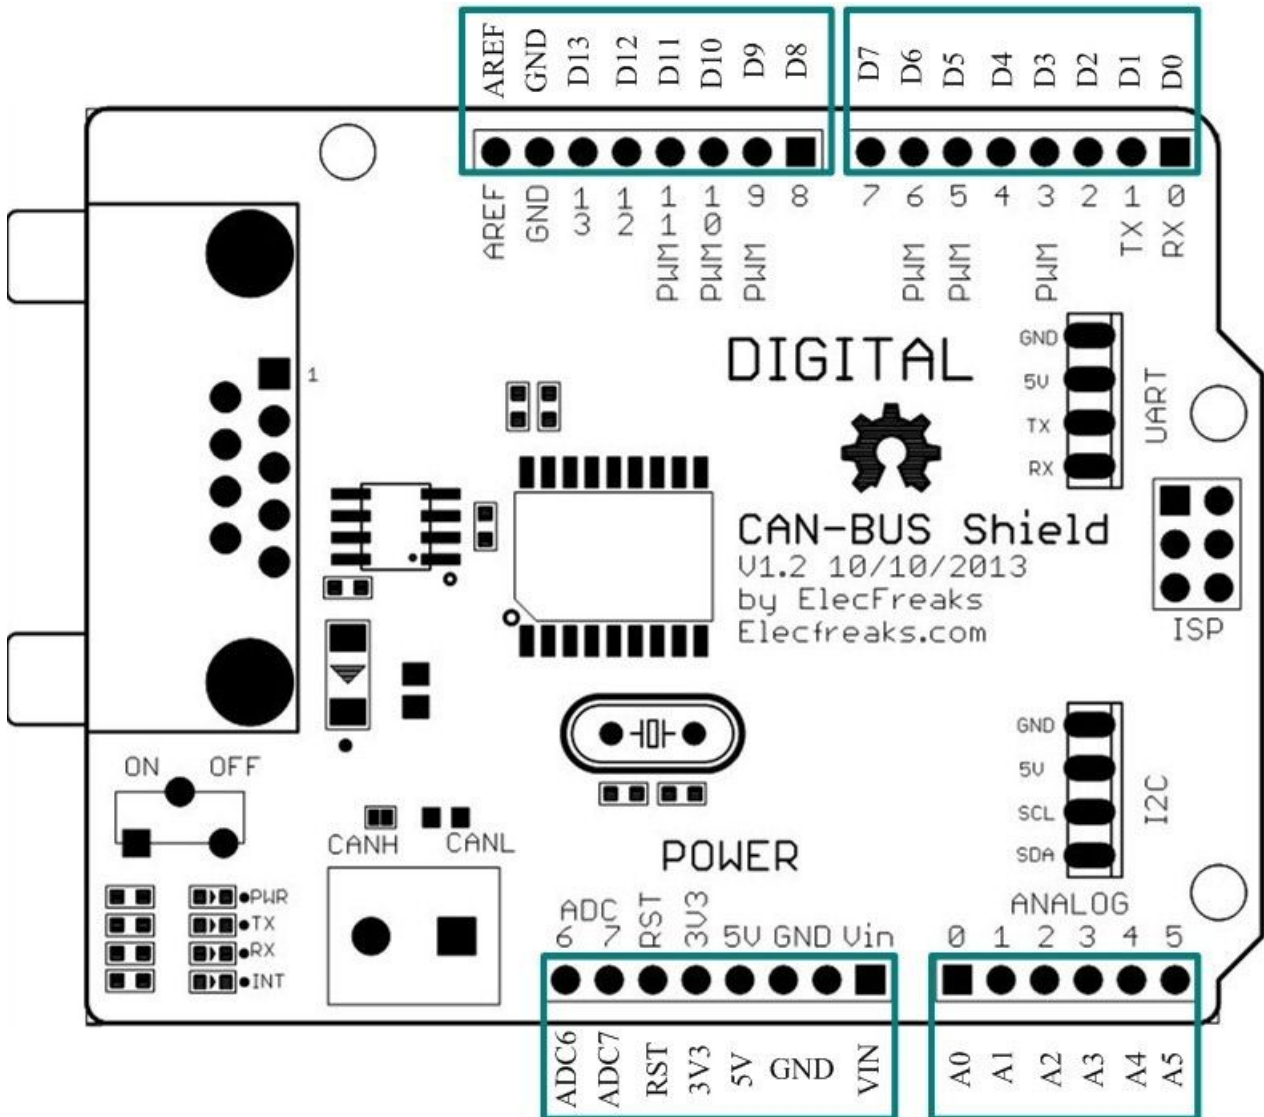 AREF GND D13 D12 D11 D10 D9 D8 D7 D6 D5 D4 D3 D2 D1 D0
AREF GND 13 12 11 10 9 8 7 6 5 4 3 2 1 0
PWM PWM PWM PWM PWM PWM TX RX
1
DIGITAL
GND
5V
TX
RX
UART
CAN-BUS Shield
V1.2 10/10/2013
by ElecFreaks
Elecfreaks.com
ISP
ON OFF
CANH CANL
PWR
TX
RX
INT
GND
5V
SCL
SDA
I2C
POWER
ADC
6 7 RST 3V3 5V GND Vin
ANALOG
0 1 2 3 4 5
ADC6 ADC7 RST 3V3 5V GND VIN A0 A1 A2 A3 A4 A5